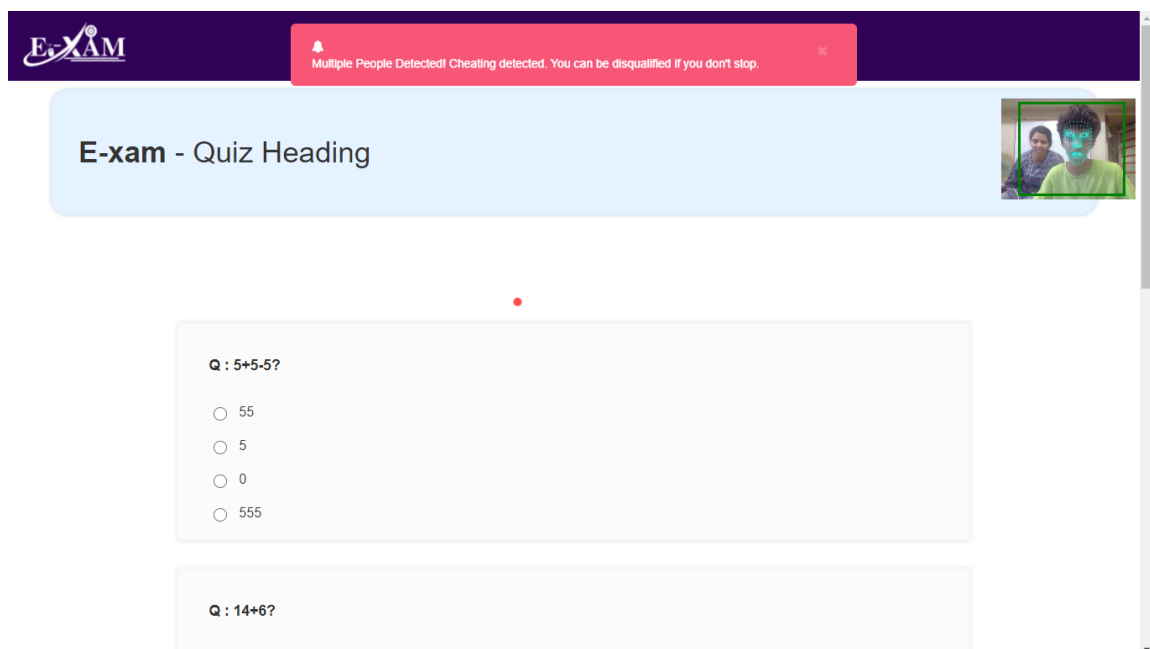 E-XAM
Multiple People Detected! Cheating detected. You can be disqualified if you don't stop.
E-xam - Quiz Heading
Q : 5+5-5?
55
5
0
555
Q : 14+6?